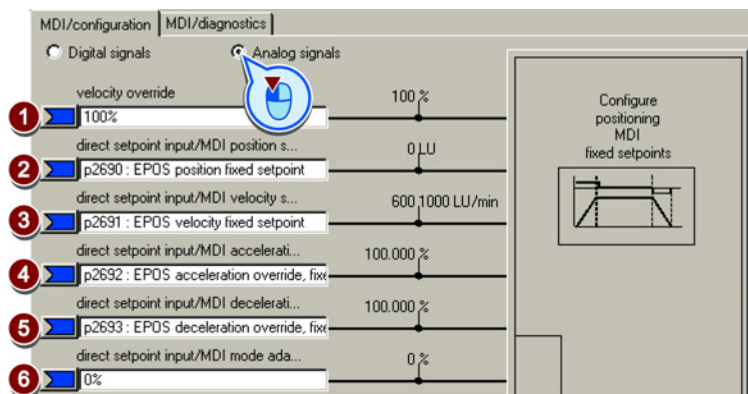 MDI/configuration MDI/diagnostics
Digital signals Analog signals
velocity override
100 %
1 100%
direct setpoint input/MDI position s...
0 LU
2 p2690 : EPOS position fixed setpoint
direct setpoint input/MDI velocity s...
600 1000 LU/min
3 p2691 : EPOS velocity fixed setpoint
direct setpoint input/MDI accelerati...
100.000 %
4 p2692 : EPOS acceleration override, fixe
direct setpoint input/MDI decelerati...
100.000 %
5 p2693 : EPOS deceleration override, fixe
direct setpoint input/MDI mode ada...
0 %
6 0%
Configure
positioning
MDI
fixed setpoints